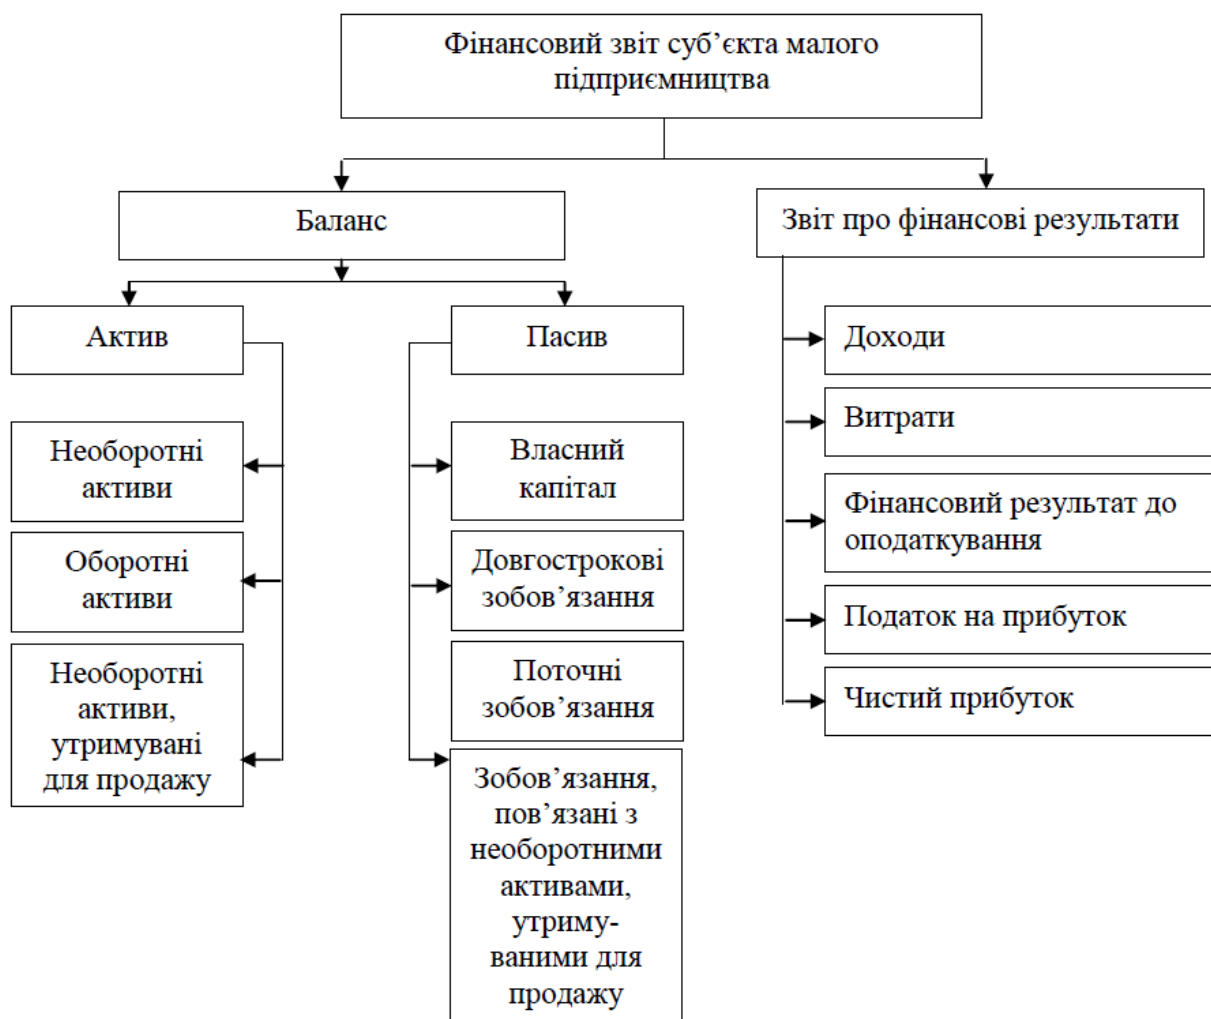 Фінансовий звіт суб’єкта малого
підприємництва
Баланс
Звіт про фінансові результати
Актив
Пасив
Необоротні
активи
Оборотні
активи
Необоротні
активи,
утримувані
для продажу
Власний
капітал
Довгострокові
зобов’язання
Поточні
зобов’язання
Зобов’язання,
пов’язані з
необоротними
активами,
утриму-
ваними для
продажу
Доходи
Витрати
Фінансовий результат до
оподаткування
Податок на прибуток
Чистий прибуток